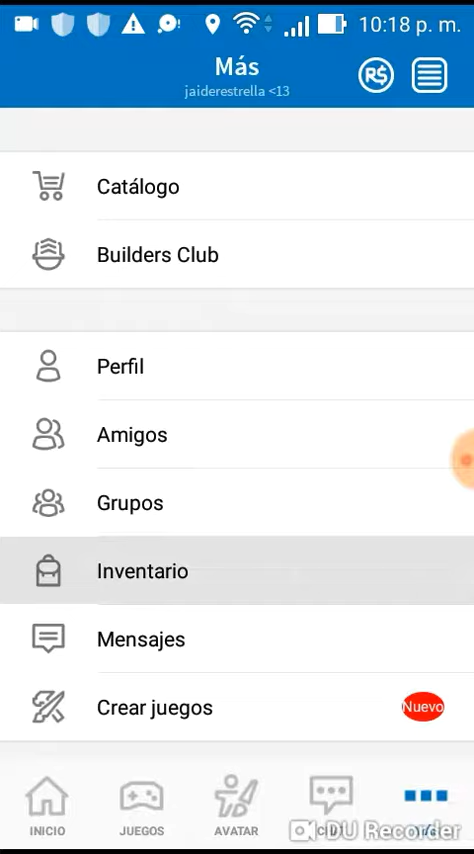 10:18 p. m.
Más
jaiderestrella <13
R$
Catálogo
Builders Club
Perfil
Amigos
Grupos
Inventario
Mensajes
Crear juegos
Nuevo
INICIO
JUEGOS
AVATAR
DU Recorder